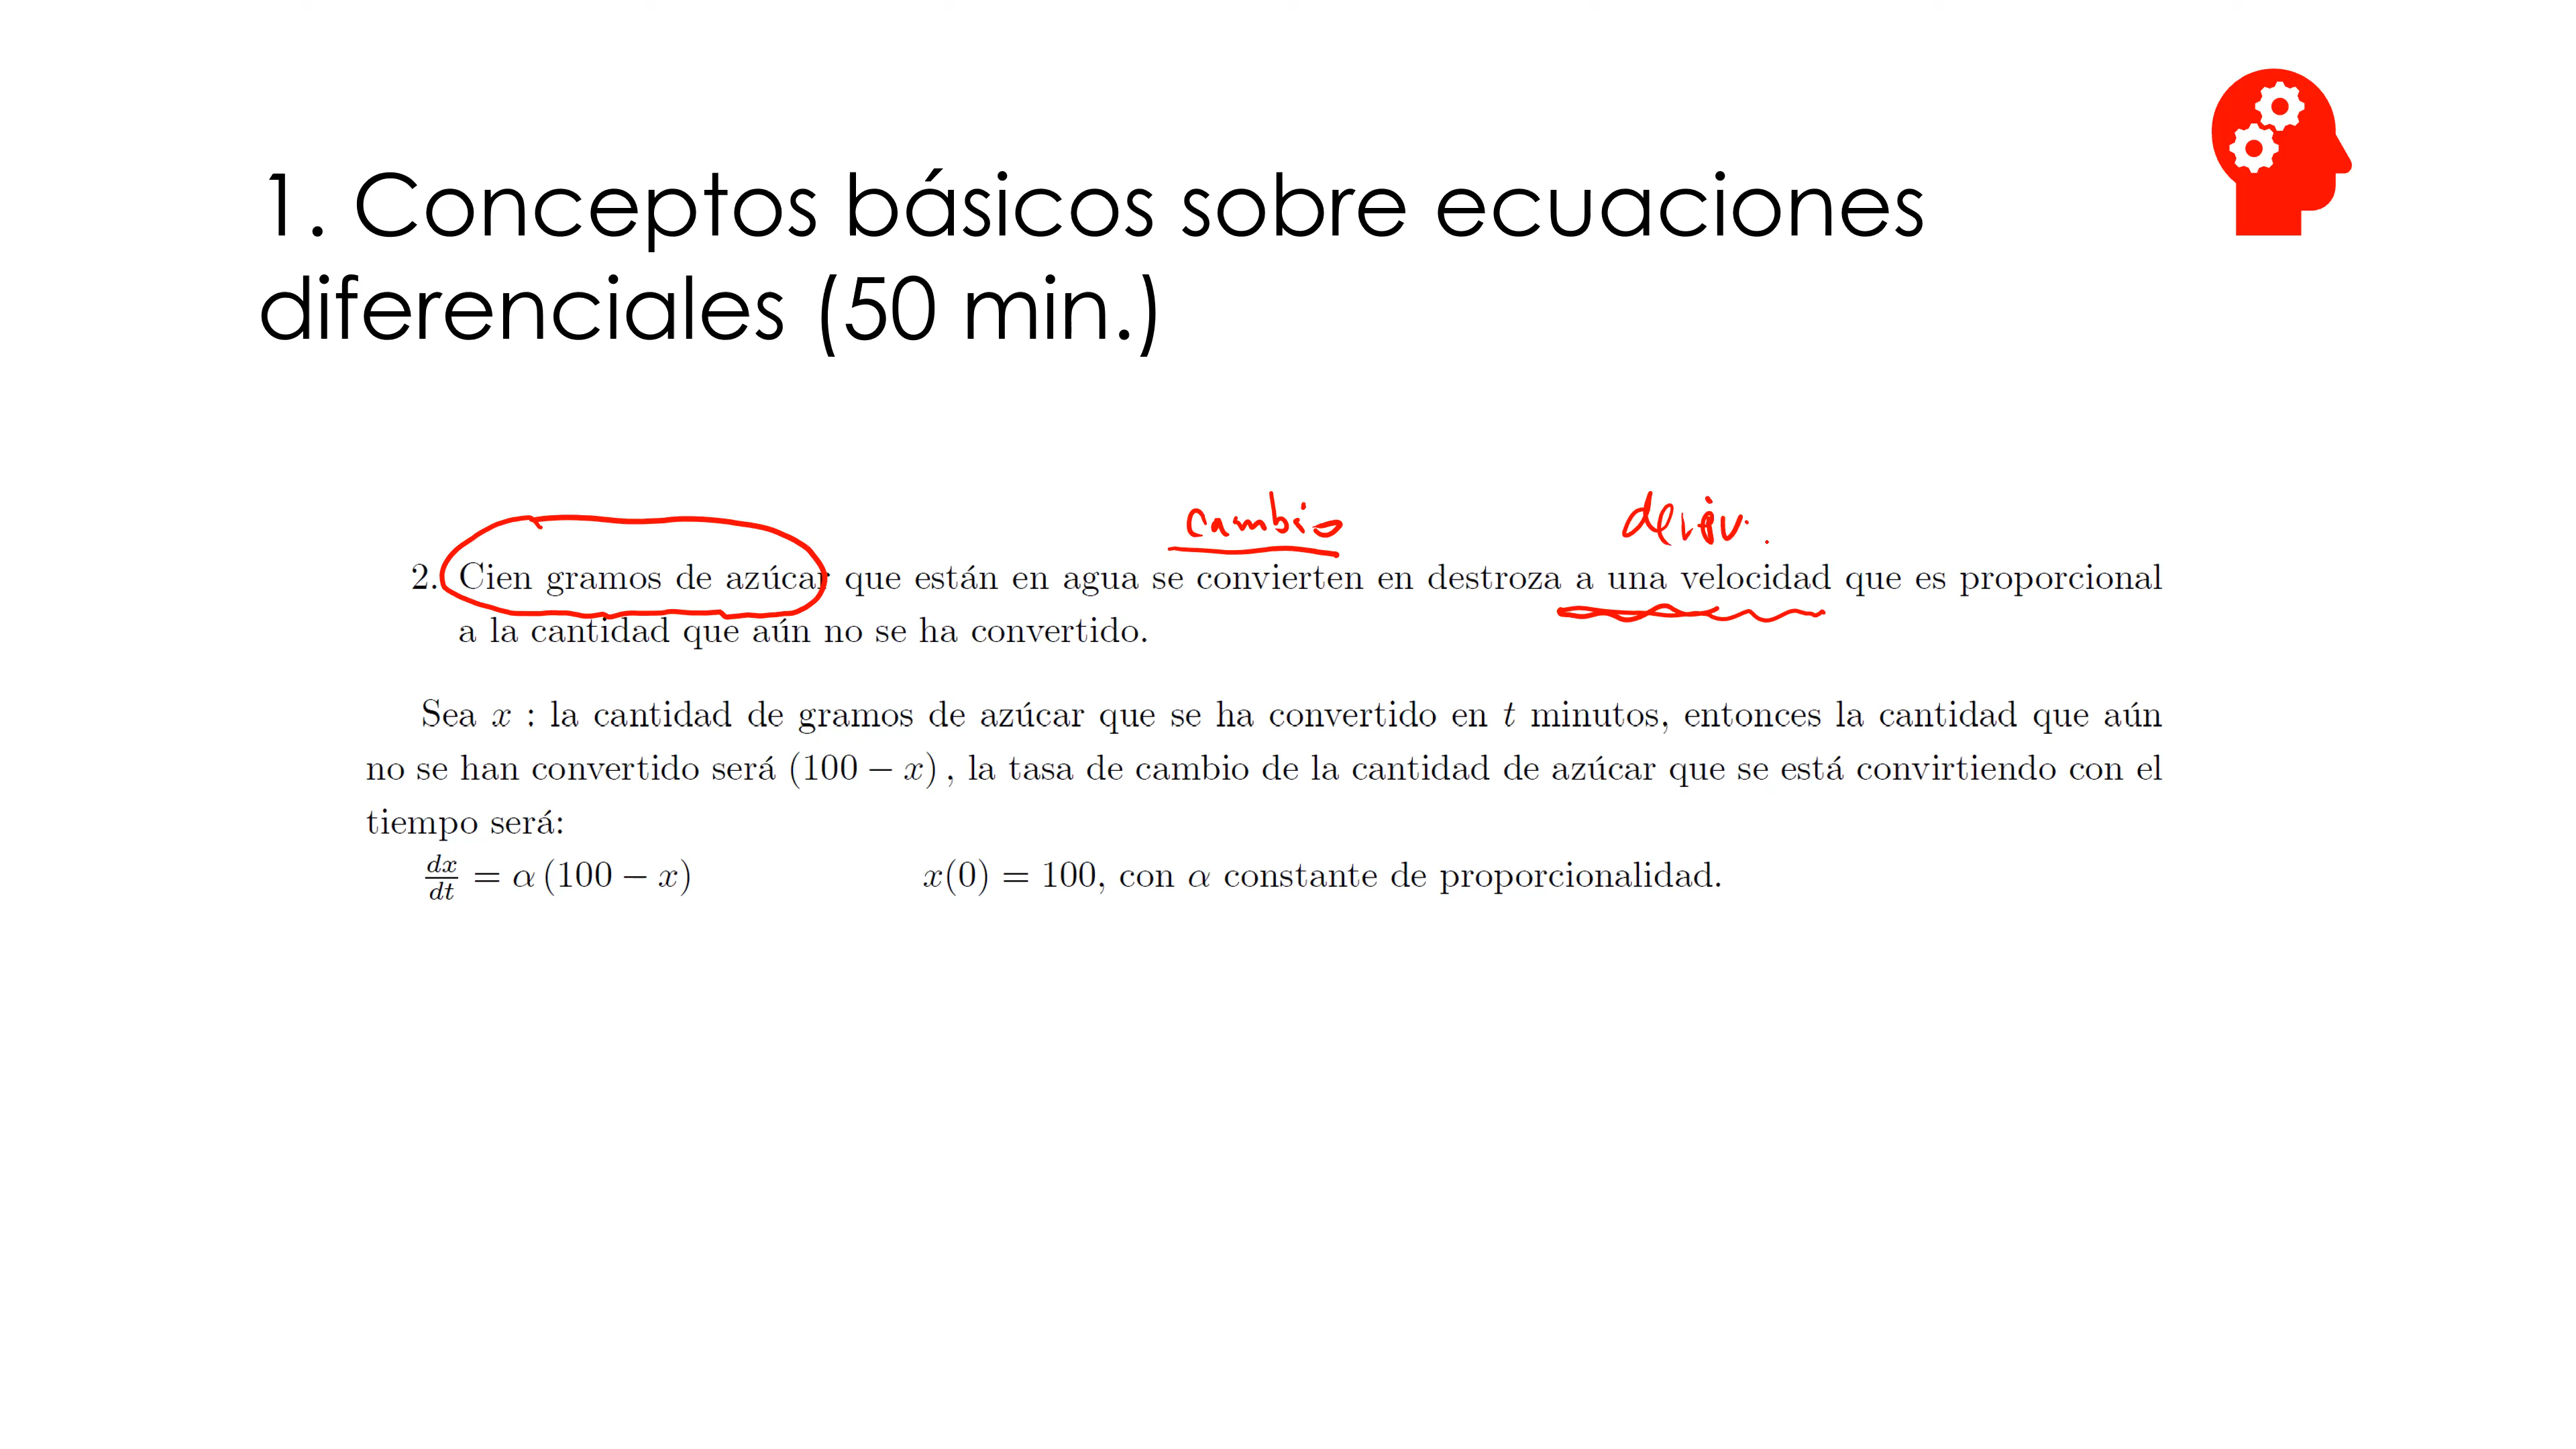 1. Conceptos básicos sobre ecuaciones
diferenciales (50 min.)
cambio
deriv.
2. Cien gramos de azúcar que están en agua se convierten en destroza a una velocidad que es proporcional
a la cantidad que aún no se ha convertido.
Sea x : la cantidad de gramos de azúcar que se ha convertido en t minutos, entonces la cantidad que aún
no se han convertido será (100 − x) , la tasa de cambio de la cantidad de azúcar que se está convirtiendo con el
tiempo será:
dx/dt = α (100 − x) x(0) = 100, con α constante de proporcionalidad.